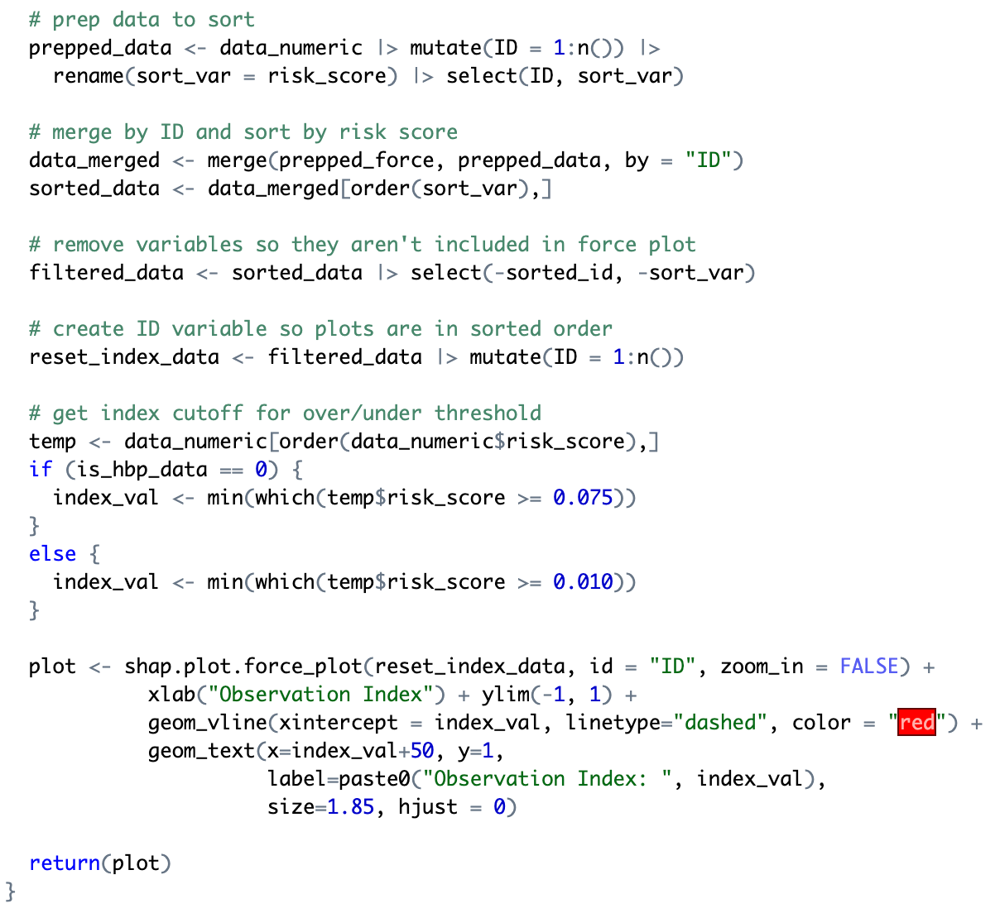 # prep data to sort
prepped_data <- data_numeric |> mutate(ID = 1:n()) |>
rename(sort_var = risk_score) |> select(ID, sort_var)
# merge by ID and sort by risk score
data_merged <- merge(prepped_force, prepped_data, by = "ID")
sorted_data <- data_merged[order(sort_var),]
# remove variables so they aren't included in force plot
filtered_data <- sorted_data |> select(-sorted_id, -sort_var)
# create ID variable so plots are in sorted order
reset_index_data <- filtered_data |> mutate(ID = 1:n())
# get index cutoff for over/under threshold
temp <- data_numeric[order(data_numeric$risk_score),]
if (is_hbp_data == 0) {
index_val <- min(which(temp$risk_score >= 0.075))
}
else {
index_val <- min(which(temp$risk_score >= 0.010))
}
plot <- shap.plot.force_plot(reset_index_data, id = "ID", zoom_in = FALSE) +
xlab("Observation Index") + ylim(-1, 1) +
geom_vline(xintercept = index_val, linetype="dashed", color = "red") +
geom_text(x=index_val+50, y=1,
label=paste0("Observation Index: ", index_val),
size=1.85, hjust = 0)
return(plot)
}